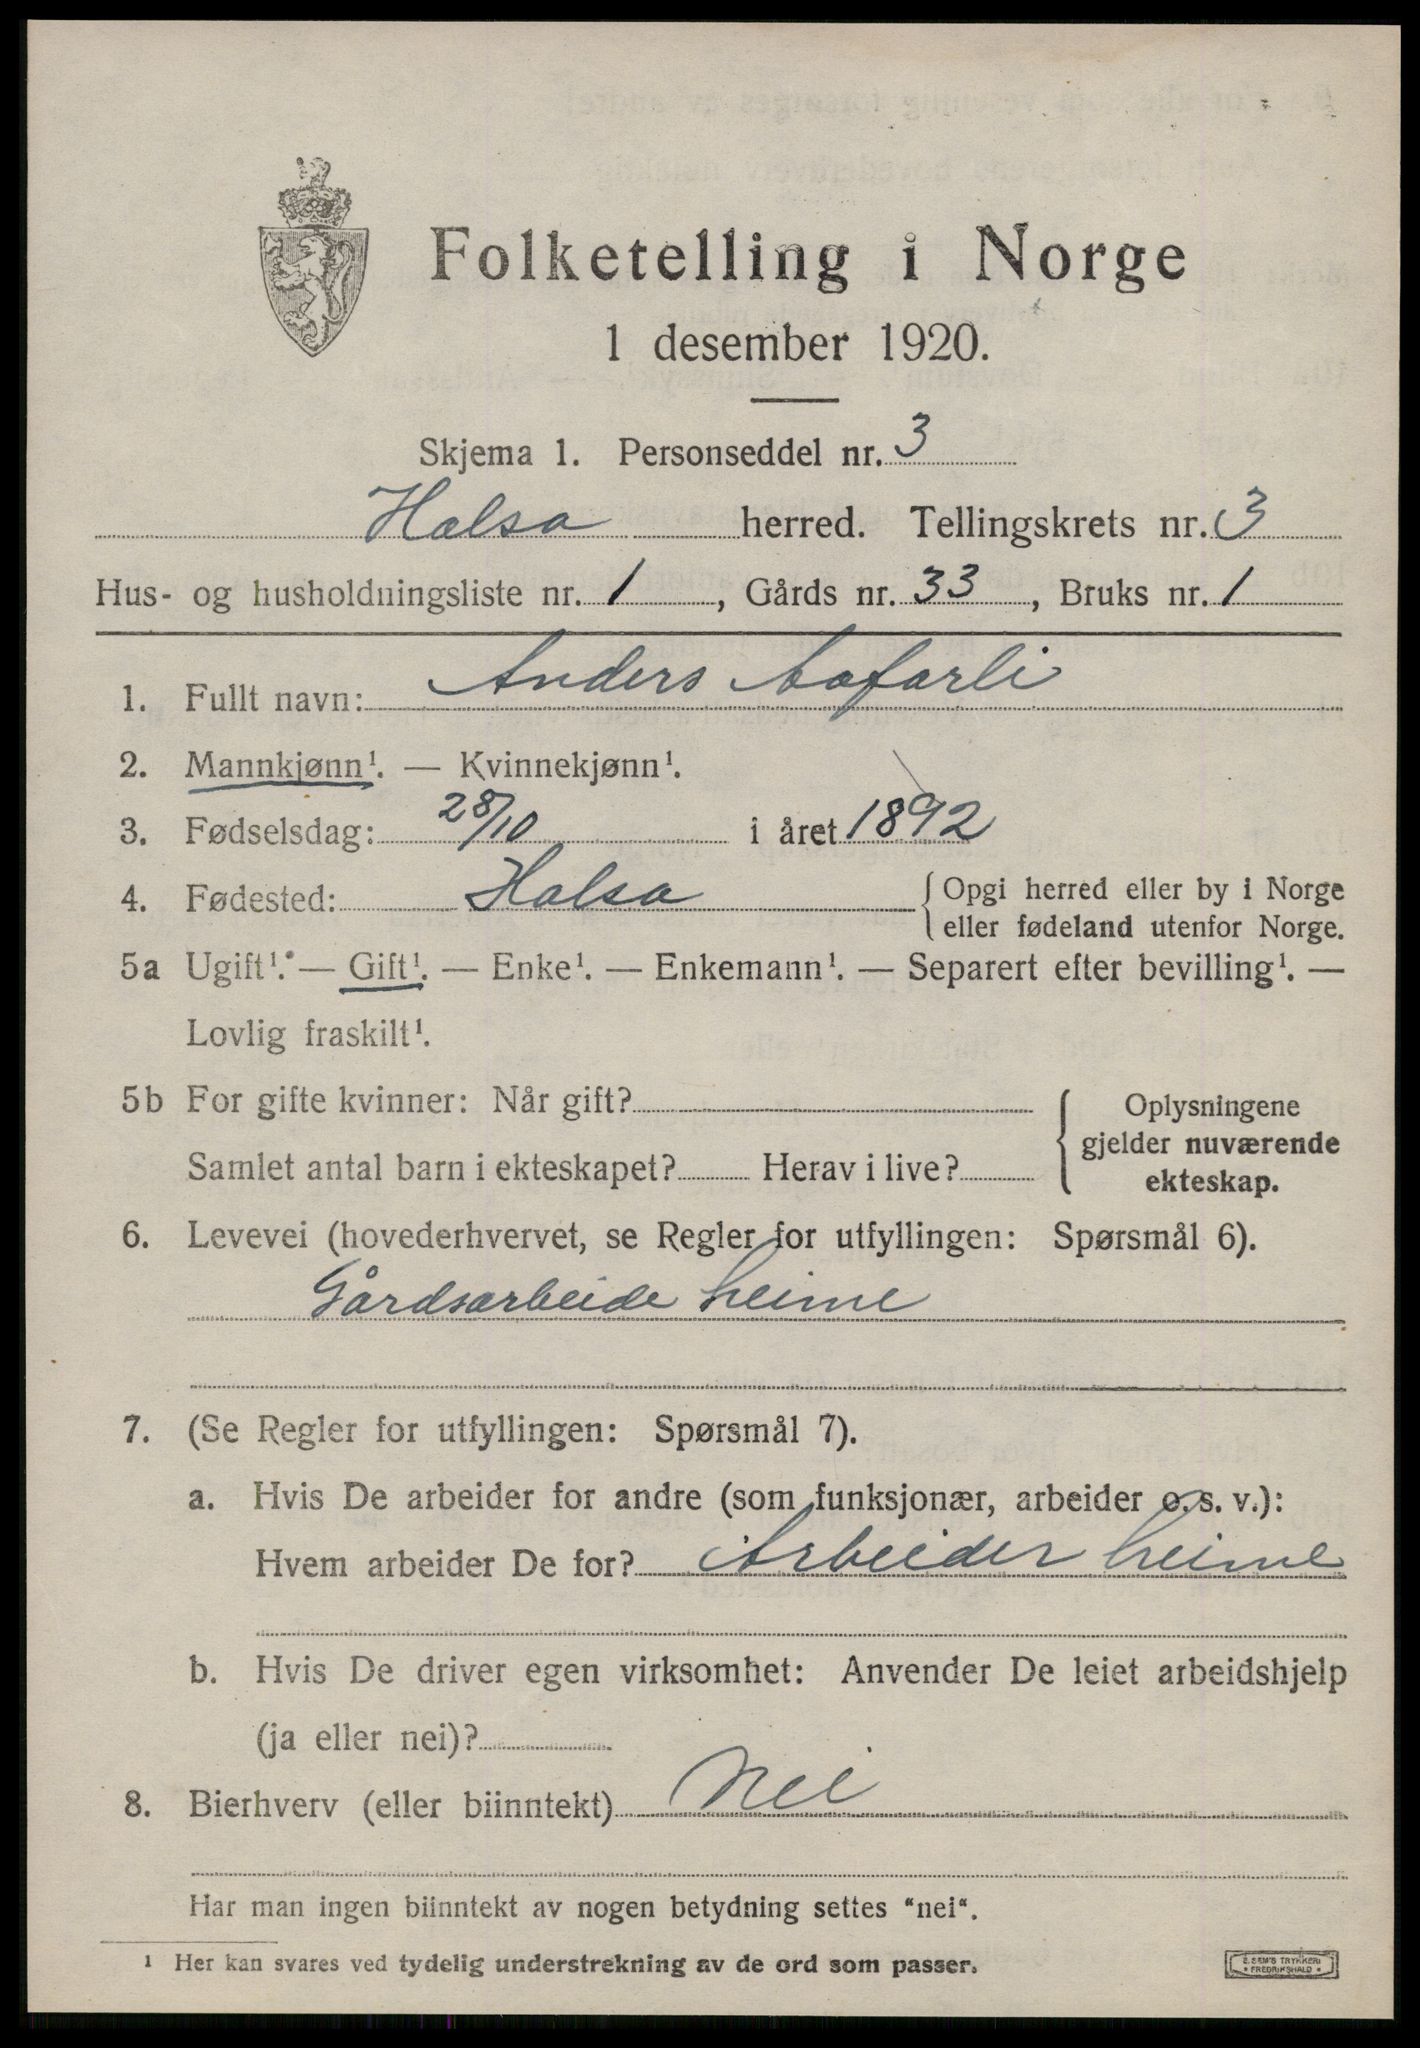 Folketelling i Norge
1 desember 1920.
Skjema 1. Personseddel nr. 3
Halsa herred. Tellingskrets nr. 3
Hus- og husholdningsliste nr. 1, Gårds nr. 33, Bruks nr. 1
1. Fullt navn: Anders Aafarli
2. Mannkjønn¹. — Kvinnekjønn¹.
3. Fødselsdag: 28/10 i året 1892
4. Fødested: Halsa { Opgi herred eller by i Norge
eller fødeland utenfor Norge.
5a Ugift¹. — Gift¹. — Enke¹. — Enkemann¹. — Separert efter bevilling¹. —
Lovlig fraskilt¹.
5b For gifte kvinner: Når gift?
Samlet antal barn i ekteskapet? Herav i live?
Oplysningene
gjelder nuværende
ekteskap.
6. Levevei (hovederhvervet, se Regler for utfyllingen: Spørsmål 6).
Gårdsarbeide heime
7. (Se Regler for utfyllingen: Spørsmål 7).
a. Hvis De arbeider for andre (som funksjonær, arbeider o. s. v.):
Hvem arbeider De for? Arbeider heime
b. Hvis De driver egen virksomhet: Anvender De leiet arbeidshjelp
(ja eller nei)?
8. Bierhverv (eller biinntekt) Nei
Har man ingen biinntekt av nogen betydning settes "nei".
¹ Her kan svares ved tydelig understrekning av de ord som passer.
E. SEM'S TRYKKERI
* FREDRIKSHALD *